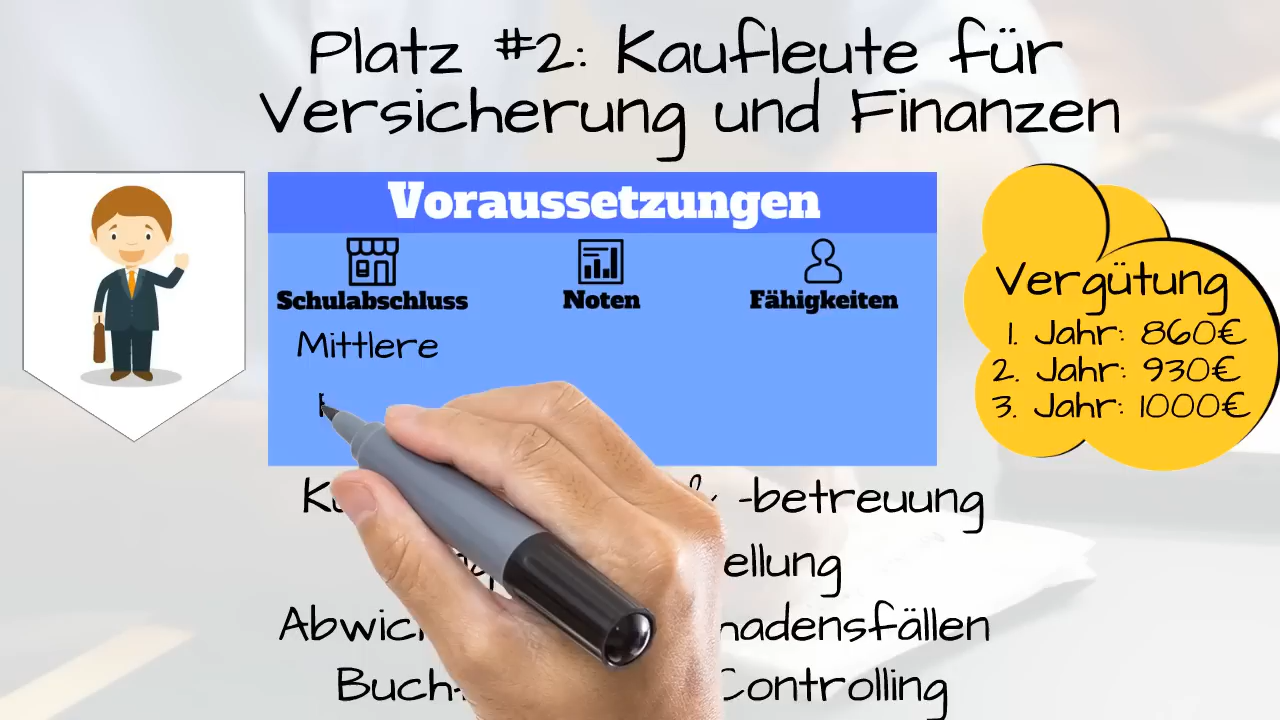 Platz #2: Kaufleute für
Versicherung und Finanzen
Voraussetzungen
Schulabschluss
Noten
Fähigkeiten
Mittlere
Vergütung
1. Jahr: 860€
2. Jahr: 930€
3. Jahr: 1000€
& -betreuung
ellung
Abwic hadensfällen
Buch- Controlling